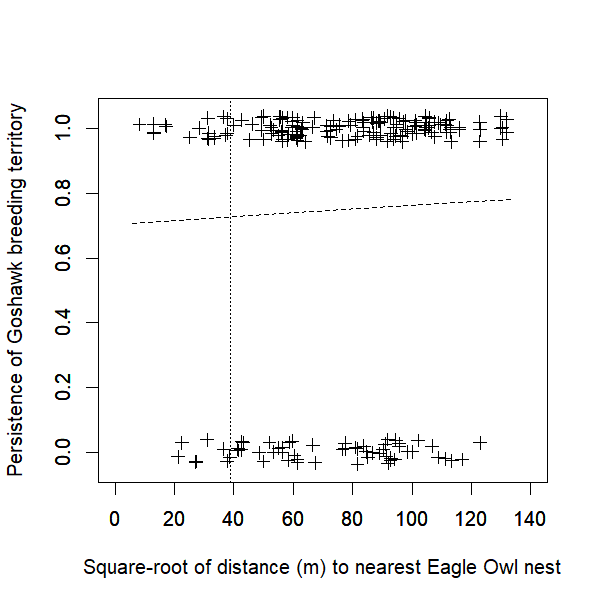 Persistence of Goshawk breeding territory
1.0
0.8
0.6
0.4
0.2
0.0
0 20 40 60 80 100 120 140
Square-root of distance (m) to nearest Eagle Owl nest